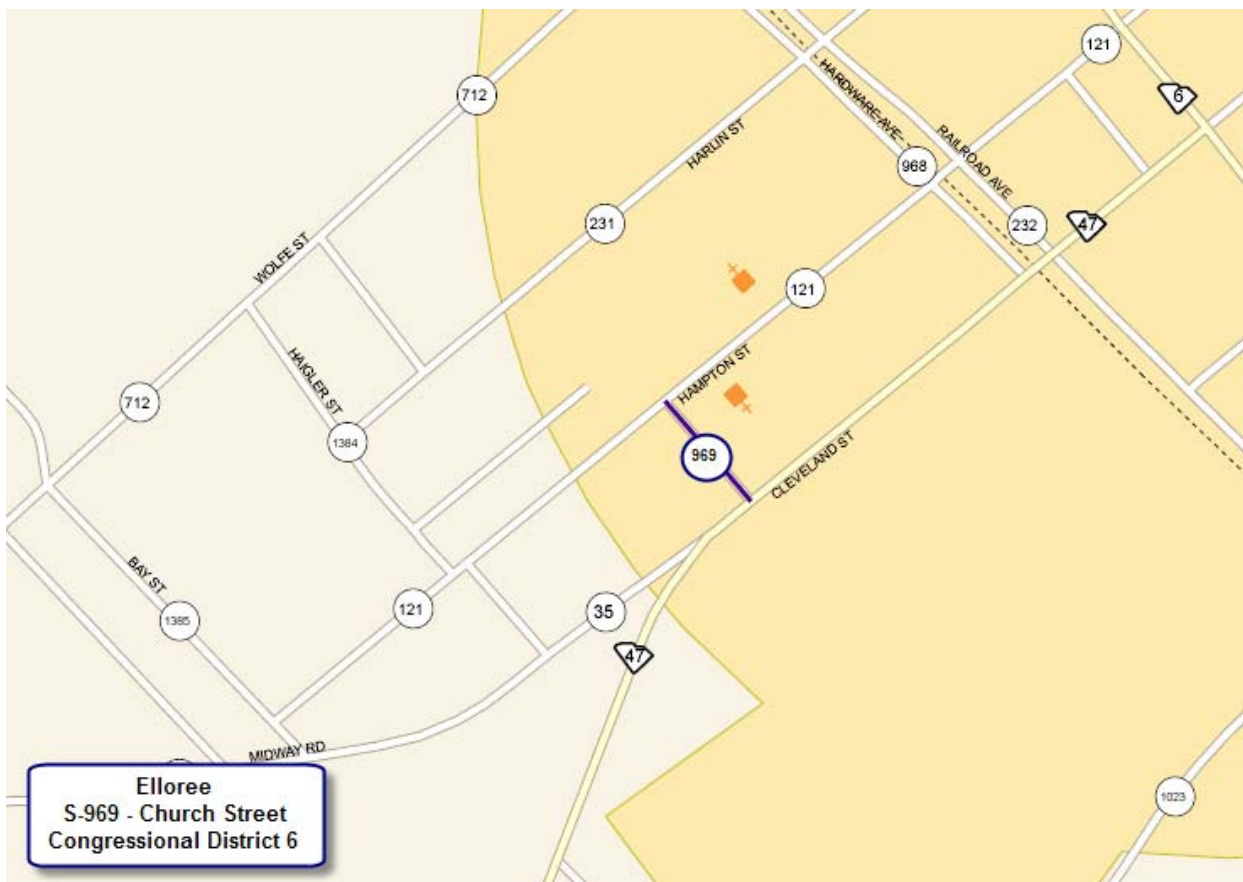 121
6
712
HARDWARE AVE
RAILROAD AVE
HARLIN ST
968
231
232
47
WOLFE ST
121
HAMPTON ST
HAIGLER ST
712
1384
969
CLEVELAND ST
BAY ST
121
35
1385
47
MIDWAY RD
1023
Elloree
S-969 - Church Street
Congressional District 6